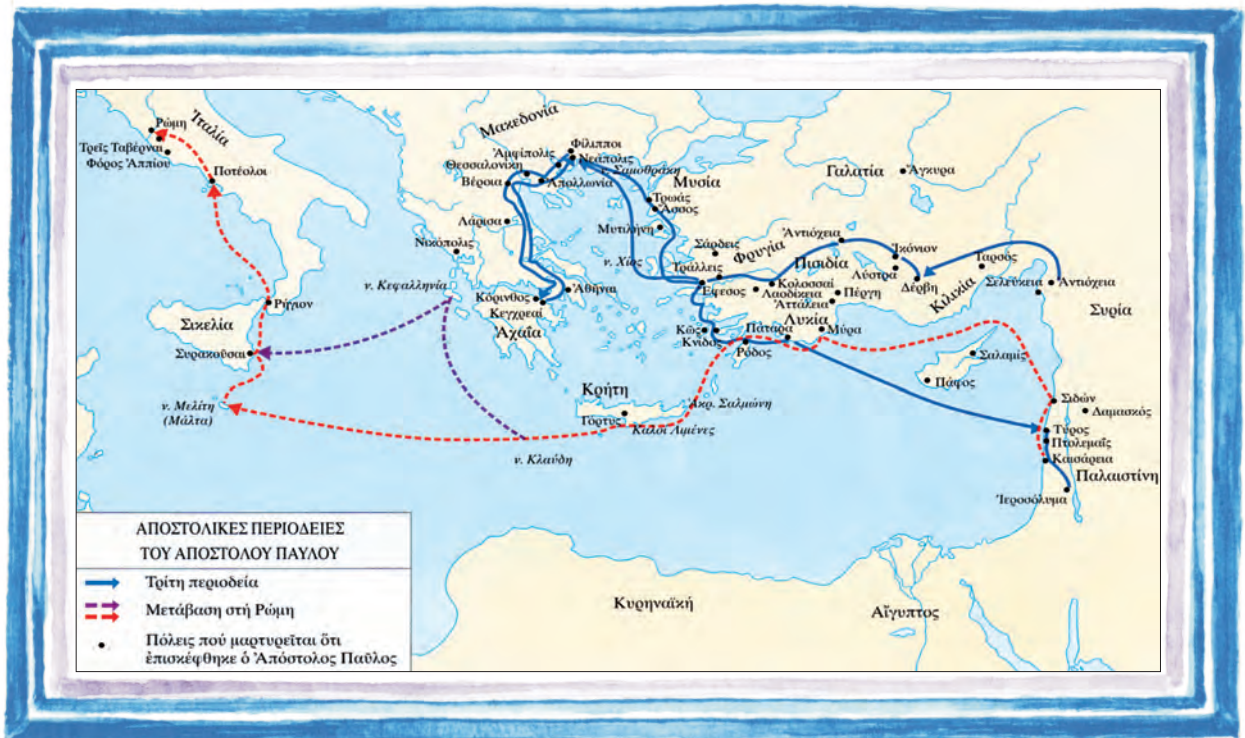 Ῥώμη
Ἰταλία
Τρεῖς Ταβέρναι
Φόρος Ἀππίου
Ποτέολοι
Ρήγιον
Σικελία
Συρακοῦσαι
ν. Μελίτη
(Μάλτα)
Μακεδονία
Φίλιπποι
Ἀμφίπολίς
Νεάπολις
Θεσσαλονίκη
ν. Σαμοθράκη
Βέροια
Ἀπολλωνία
Λάρισα
Νικόπολις
ν. Κεφαλληνία
Κόρινθος
Ἀθῆναι
Κεγχρεαί
Ἀχαΐα
Μυσία
Τρωάς
Ἄσσος
Μυτιλήνη
ν. Χίος
Γαλατία
Ἄγκυρα
Σάρδεις
Φρυγία
Ἀντιόχεια
Πισιδία
Ἰκόνιον
Τράλλεις
Ἔφεσος
Κολοσσαί
Λαοδίκεια
Λύστρα
Δέρβη
Πέργη
Ἀττάλεια
Λυκία
Ταρσός
Κιλικία
Σελεύκεια
Ἀντιόχεια
Συρία
Κῶς
Κνίδος
Πάταρα
Μύρα
Ρόδος
Σαλαμίς
Πάφος
Κρήτη
Γόρτυς
Ἀκρ. Σαλμώνη
Καλοί Λιμένες
ν. Κλαύδη
Σιδών
Δαμασκός
Τύρος
Πτολεμαΐς
Καισάρεια
Παλαιστίνη
Ἱεροσόλυμα
Κυρηναϊκή
Αἴγυπτος
ΑΠΟΣΤΟΛΙΚΕΣ ΠΕΡΙΟΔΕΙΕΣ
ΤΟΥ ΑΠΟΣΤΟΛΟΥ ΠΑΥΛΟΥ
Τρίτη περιοδεία
Μετάβαση στή Ρώμη
Πόλεις πού μαρτυρεῖται ὅτι
ἐπισκέφθηκε ὁ Ἀπόστολος Παῦλος